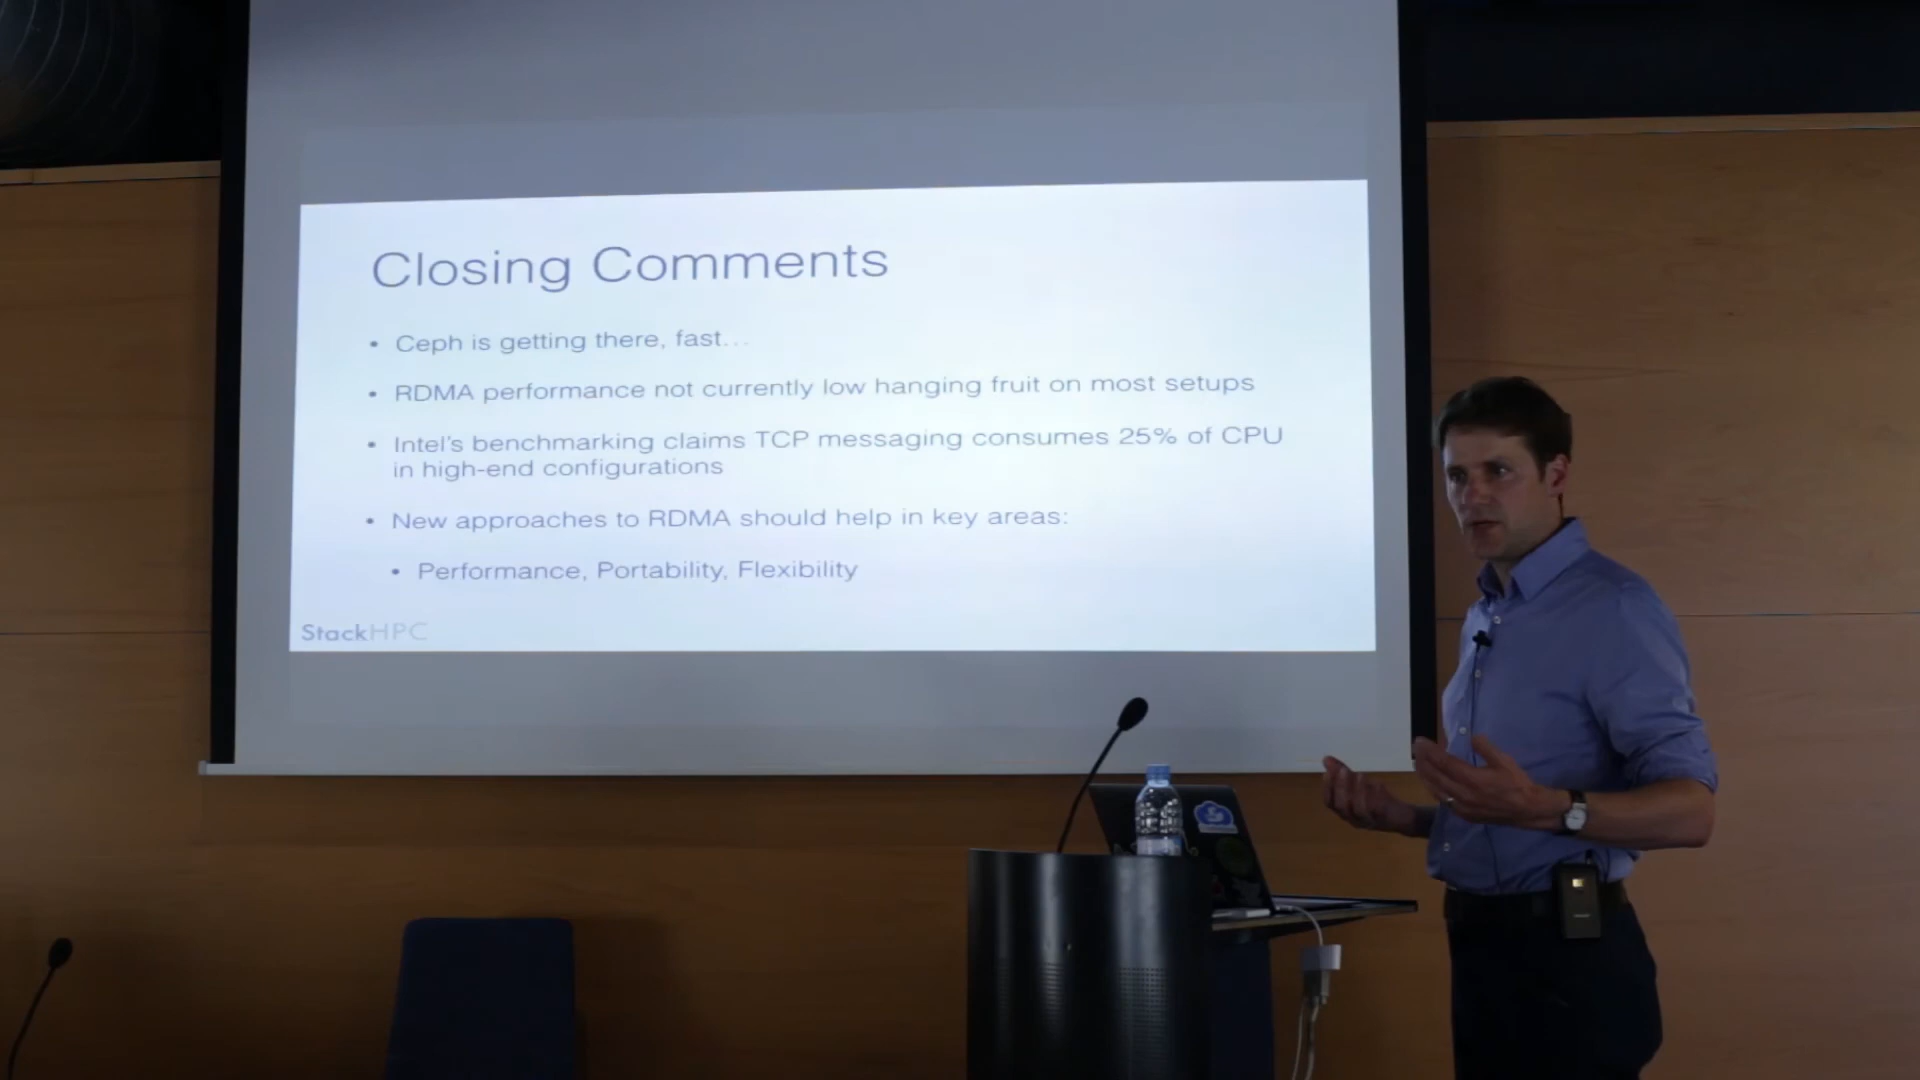 Closing Comments
• Ceph is getting there, fast...
• RDMA performance not currently low hanging fruit on most setups
• Intel's benchmarking claims TCP messaging consumes 25% of CPU
in high-end configurations
• New approaches to RDMA should help in key areas:
• Performance, Portability, Flexibility
StackHPC